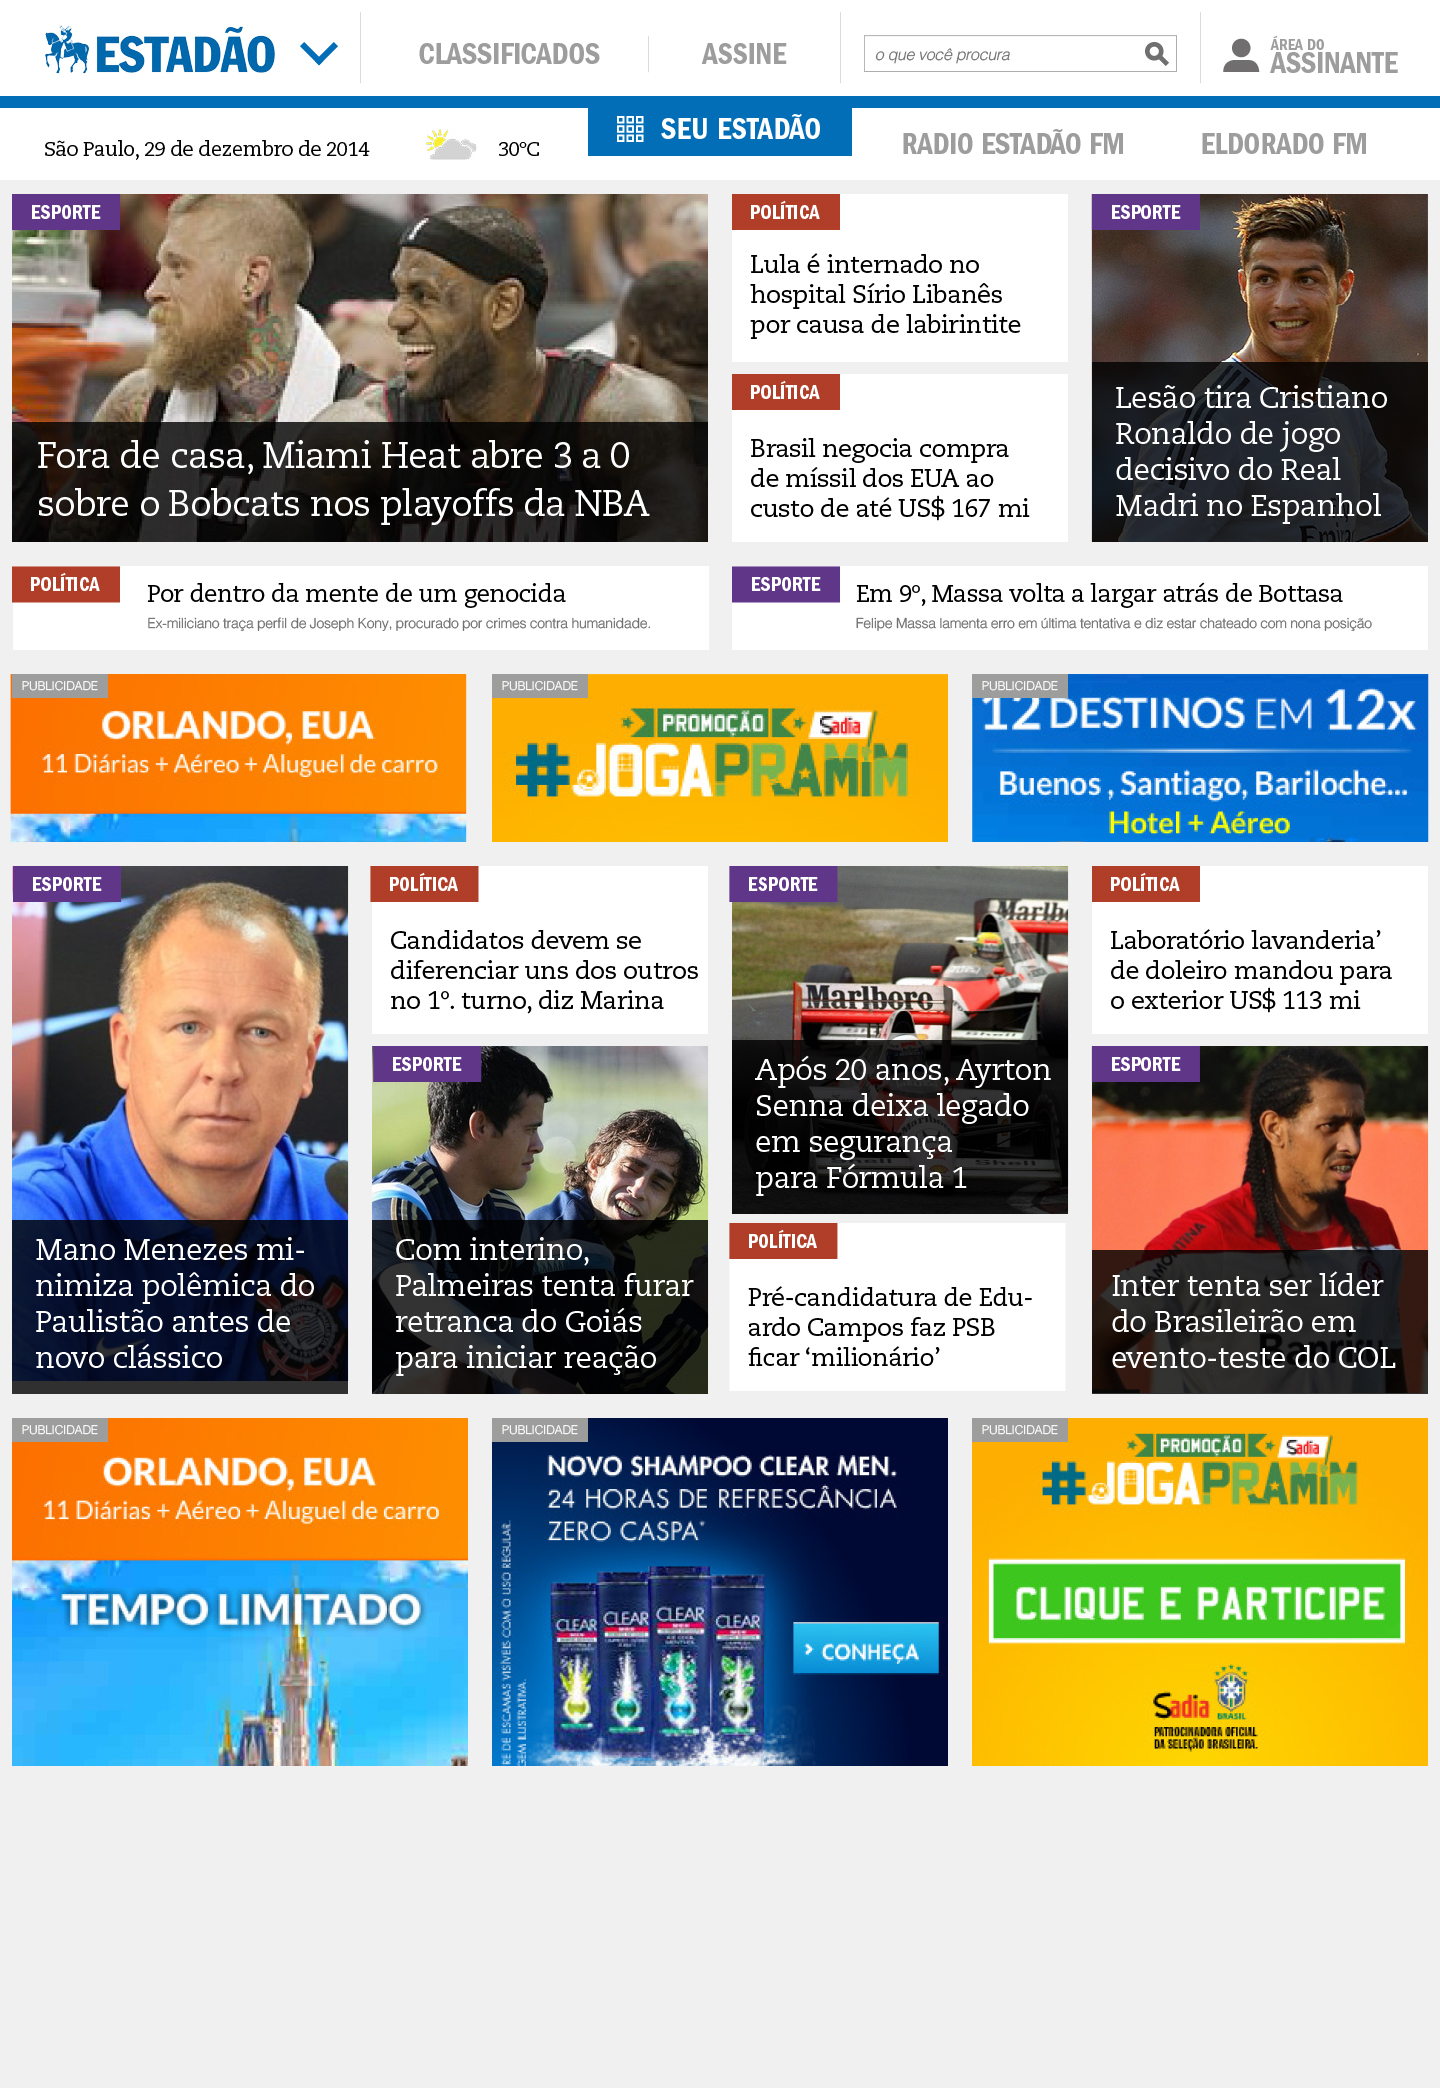 ESTADÃO
CLASSIFICADOS
ASSINE
o que você procura
ÁREA DO
ASSINANTE
São Paulo, 29 de dezembro de 2014
30ºC
SEU ESTADÃO
RADIO ESTADÃO FM
ELDORADO FM
ESPORTE
Fora de casa, Miami Heat abre 3 a 0
sobre o Bobcats nos playoffs da NBA
POLÍTICA
Lula é internado no
hospital Sírio Libanês
por causa de labirintite
POLÍTICA
Brasil negocia compra
de míssil dos EUA ao
custo de até US$ 167 mi
ESPORTE
Lesão tira Cristiano
Ronaldo de jogo
decisivo do Real
Madri no Espanhol
POLÍTICA
Por dentro da mente de um genocida
Ex-miliciano traça perfil de Joseph Kony, procurado por crimes contra humanidade.
ESPORTE
Em 9º, Massa volta a largar atrás de Bottasa
Felipe Massa lamenta erro em última tentativa e diz estar chateado com nona posição
PUBLICIDADE
ORLANDO, EUA
11 Diárias + Aéreo + Aluguel de carro
PUBLICIDADE
PROMOÇÃO
Sadia
#JOGAPRAMIM
PUBLICIDADE
12 DESTINOS EM 12x
Buenos , Santiago, Bariloche...
Hotel + Aéreo
ESPORTE
Mano Menezes mi-
nimiza polêmica do
Paulistão antes de
novo clássico
POLÍTICA
Candidatos devem se
diferenciar uns dos outros
no 1º. turno, diz Marina
ESPORTE
Com interino,
Palmeiras tenta furar
retranca do Goiás
para iniciar reação
ESPORTE
Marlboro
Marlb
Shell
Após 20 anos, Ayrton
Senna deixa legado
em segurança
para Fórmula 1
POLÍTICA
Pré-candidatura de Edu-
ardo Campos faz PSB
ficar ‘milionário’
POLÍTICA
Laboratório lavanderia’
de doleiro mandou para
o exterior US$ 113 mi
ESPORTE
Inter tenta ser líder
do Brasileirão em
evento-teste do COL
PUBLICIDADE
ORLANDO, EUA
11 Diárias + Aéreo + Aluguel de carro
TEMPO LIMITADO
PUBLICIDADE
NOVO SHAMPOO CLEAR MEN.
24 HORAS DE REFRESCÂNCIA
ZERO CASPA*
RE DE ESCAMAS VISÍVEIS COM O USO REGULAR.
GEM ILUSTRATIVA.
CLEAR
CLEAR
CLEAR
CLEAR
› CONHEÇA
PUBLICIDADE
PROMOÇÃO
Sadia
#JOGAPRAMIM
CLIQUE E PARTICIPE
Sadia
BRASIL
PATROCINADORA OFICIAL
DA SELEÇÃO BRASILEIRA.